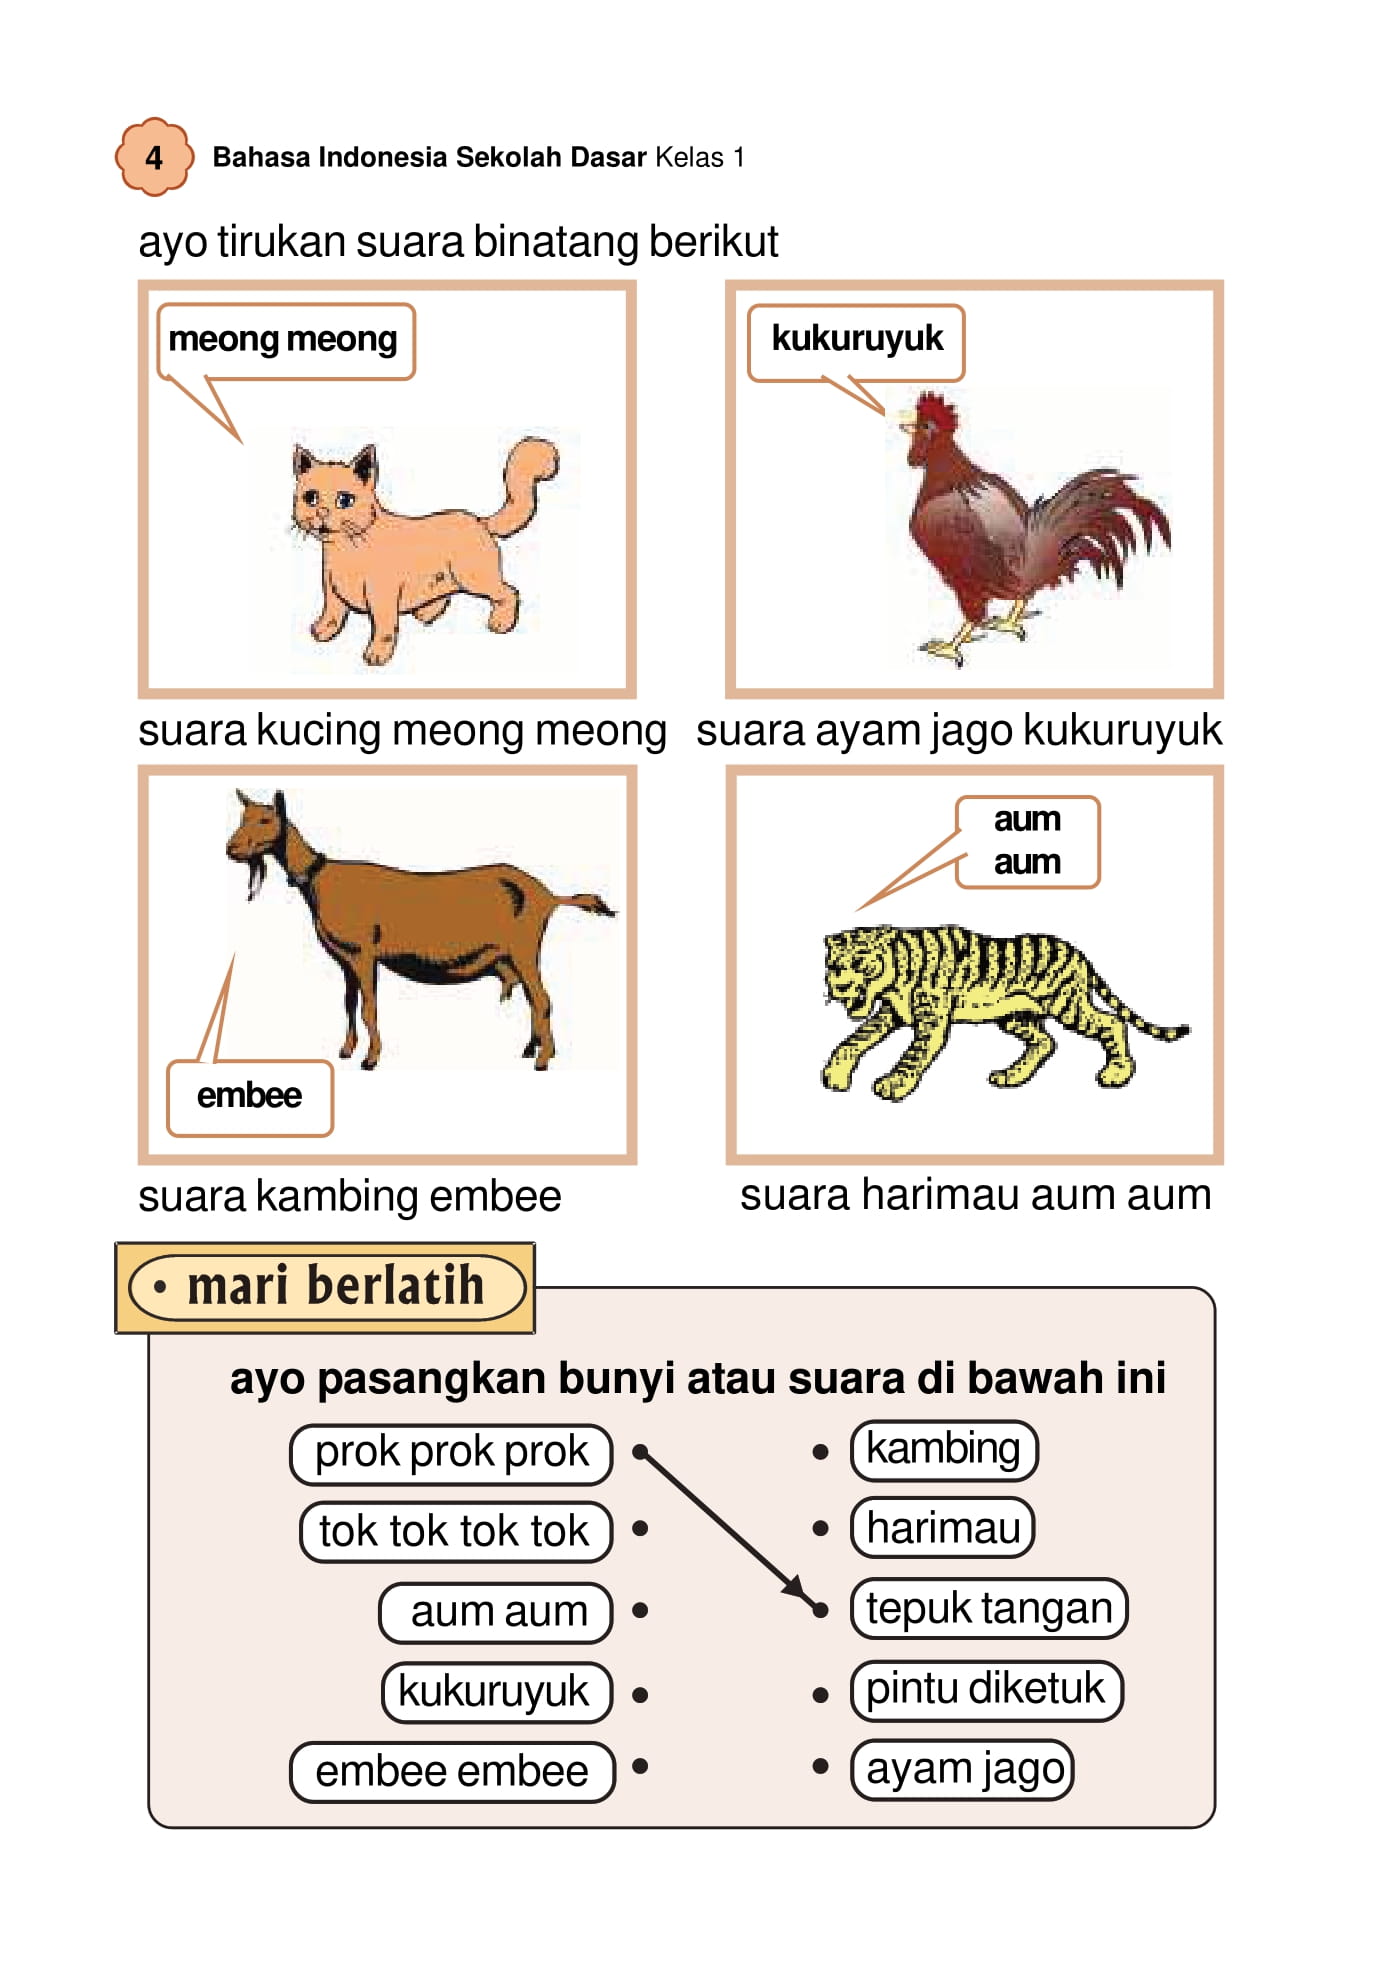 4
Bahasa Indonesia Sekolah Dasar Kelas 1
ayo tirukan suara binatang berikut
meong meong
kukuruyuk
suara kucing meong meong
suara ayam jago kukuruyuk
embee
aum
aum
suara kambing embee
suara harimau aum aum
• mari berlatih
ayo pasangkan bunyi atau suara di bawah ini
prok prok prok
kambing
tok tok tok tok
harimau
aum aum
tepuk tangan
kukuruyuk
pintu diketuk
embee embee
ayam jago